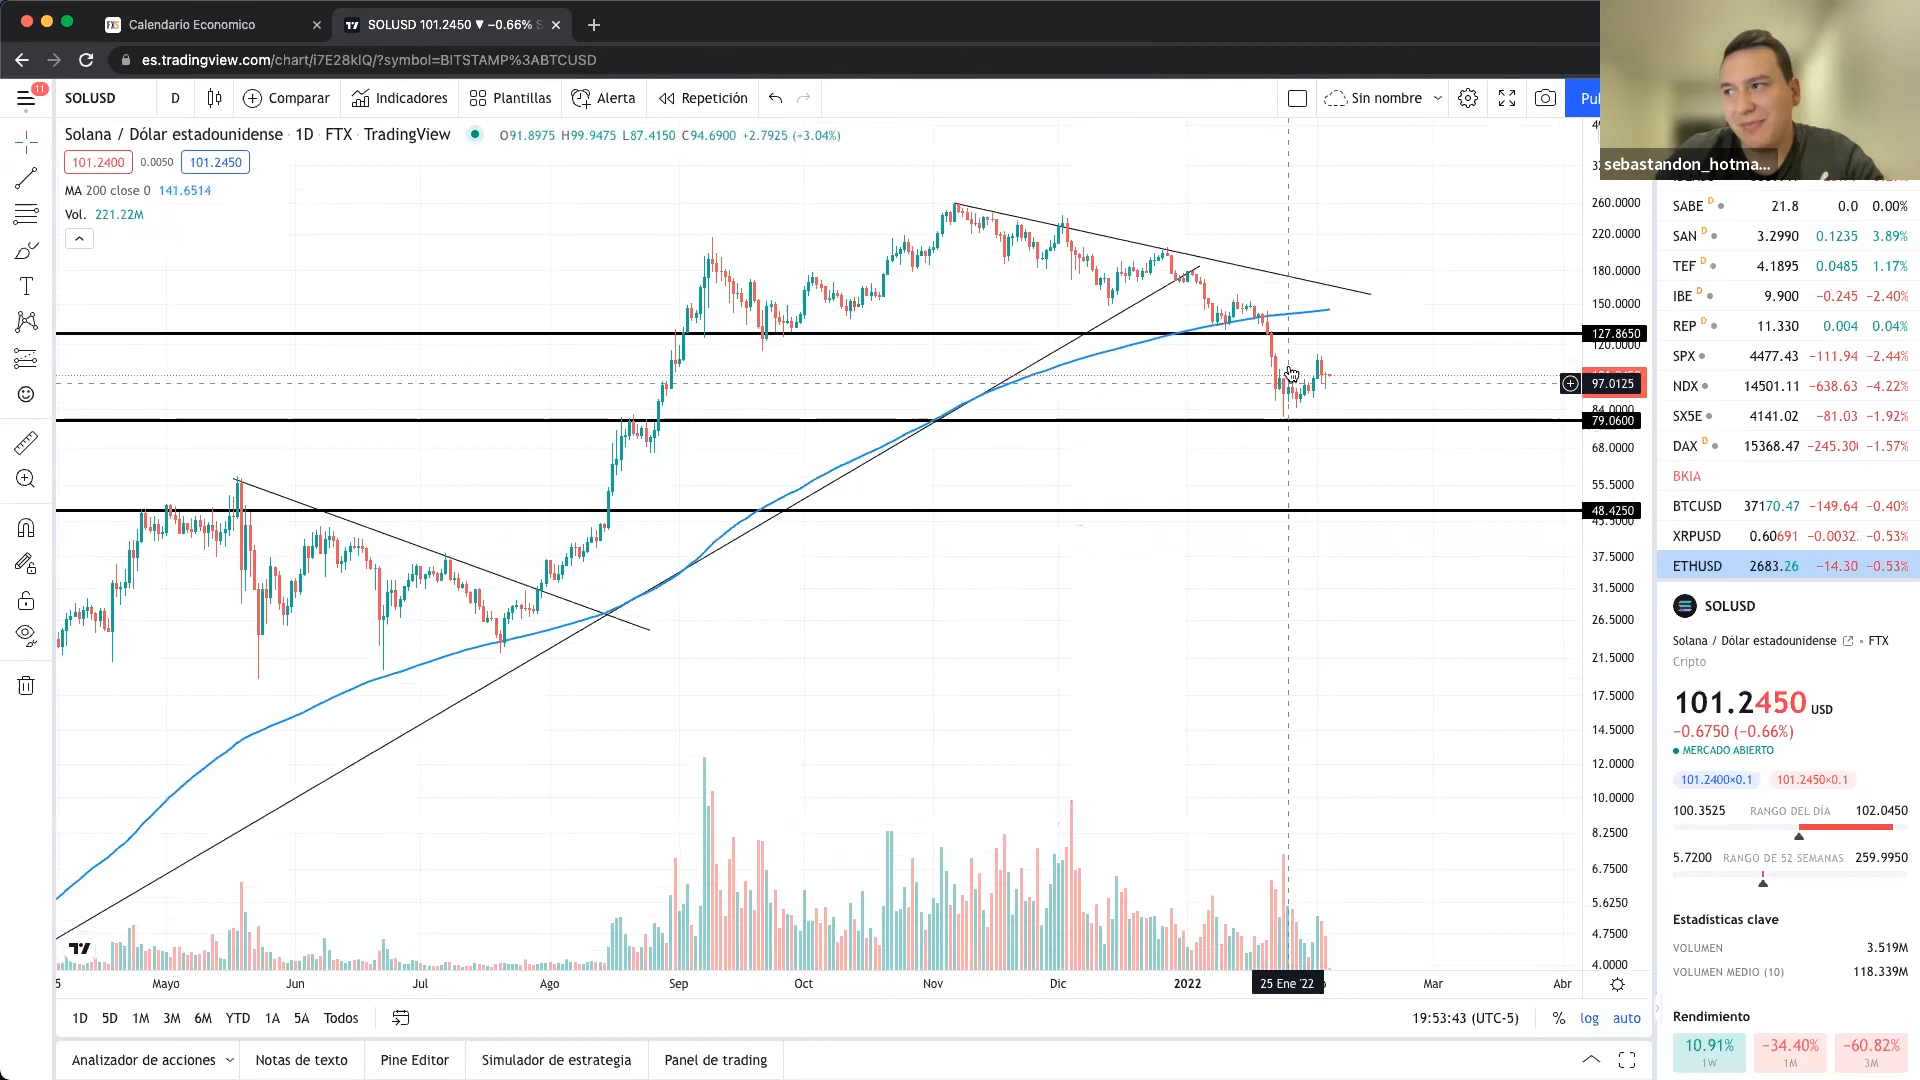 Calendario Economico
SOLUSD 101.2450 ▼ −0.66% S
es.tradingview.com/chart/i7E28kIQ/?symbol=BITSTAMP%3ABTCUSD
11
SOLUSD
D
Comparar
Indicadores
Plantillas
Alerta
Repetición
Sin nombre
sebastandon_hotma...
Solana / Dólar estadounidense · 1D · FTX · TradingView
O91.8975 H99.9475 L87.4150 C94.6900 +2.7925 (+3.04%)
101.2400 0.0050 101.2450
MA 200 close 0 141.6514
Vol. 221.22M
260.0000
220.0000
180.0000
150.0000
127.8650
120.0000
97.0125
84.0000
79.0600
68.0000
55.5000
48.4250
45.5000
37.5000
31.5000
26.5000
21.5000
17.5000
14.5000
12.0000
10.0000
8.2500
6.7500
5.6250
4.7500
4.0000
5 Mayo Jun Jul Ago Sep Oct Nov Dic 2022 25 Ene '22 Mar Abr
1D 5D 1M 3M 6M YTD 1A 5A Todos
19:53:43 (UTC-5) % log auto
Analizador de acciones
Notas de texto
Pine Editor
Simulador de estrategia
Panel de trading
SABE D 21.8 0.0 0.00%
SAN D 3.2990 0.1235 3.89%
TEF D 4.1895 0.0485 1.17%
IBE D 9.900 −0.245 −2.40%
REP D 11.330 0.004 0.04%
SPX 4477.43 −111.94 −2.44%
NDX 14501.11 −638.63 −4.22%
SX5E 4141.02 −81.03 −1.92%
DAX D 15368.47 −245.30 −1.57%
BKIA
BTCUSD 37170.47 −149.64 −0.40%
XRPUSD 0.60691 −0.0032 −0.53%
ETHUSD 2683.26 −14.30 −0.53%
SOLUSD
Solana / Dólar estadounidense · FTX
Cripto
101.2450 USD
−0.6750 (−0.66%)
MERCADO ABIERTO
101.2400×0.1 101.2450×0.1
100.3525 RANGO DEL DÍA 102.0450
5.7200 RANGO DE 52 SEMANAS 259.9950
Estadísticas clave
VOLUMEN 3.519M
VOLUMEN MEDIO (10) 118.339M
Rendimiento
10.91% −34.40% −60.82%
1W 1M 3M